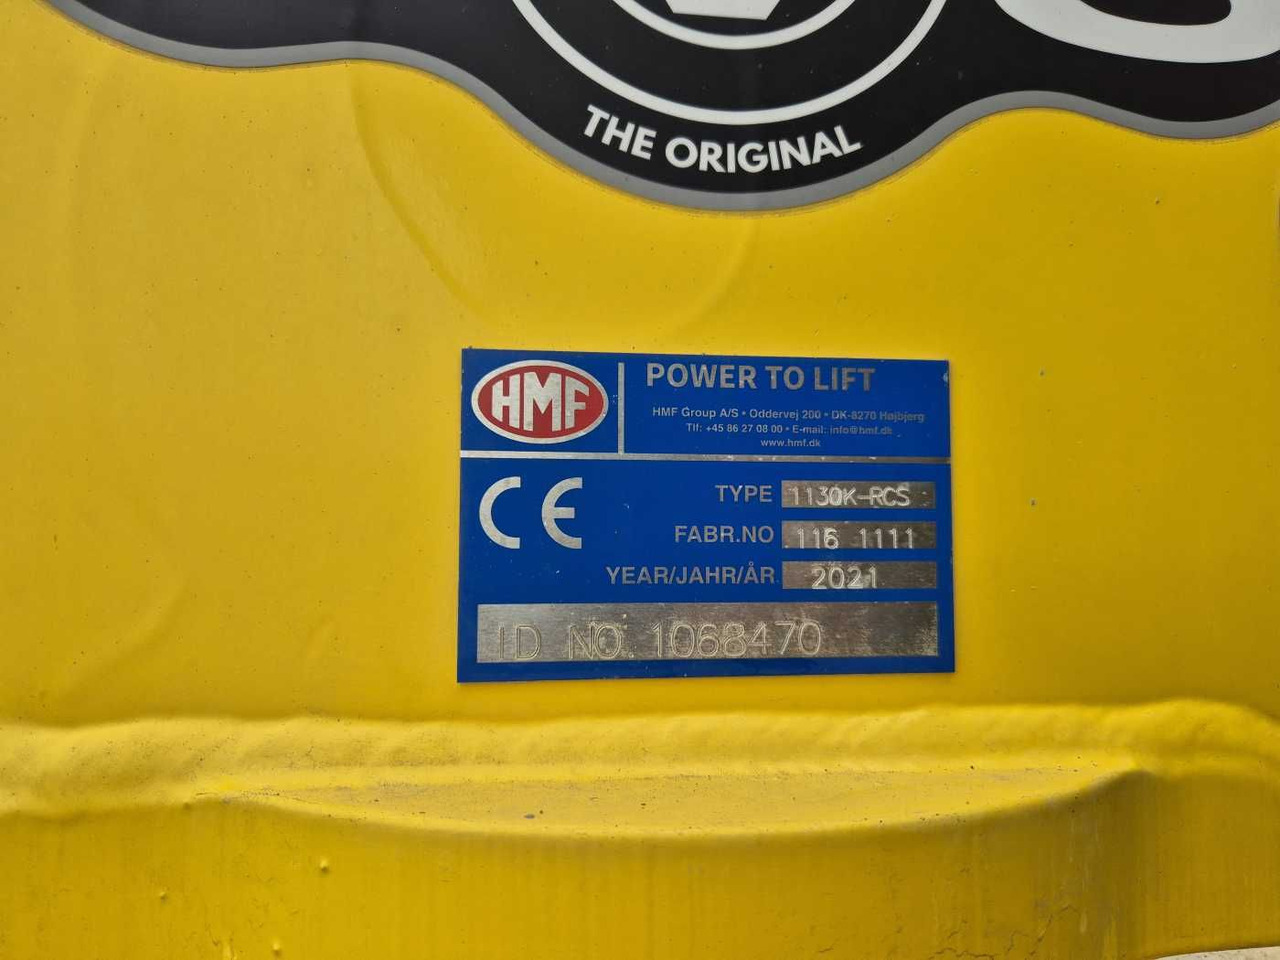 THE ORIGINAL
HMF
POWER TO LIFT
HMF Group A/S • Oddervej 200 • DK-8270 Højbjerg
Tlf: +45 86 27 08 00 • E-mail: info@hmf.dk
www.hmf.dk
CE
TYPE 1130K-RCS
FABR.NO 116 1111
YEAR/JAHR/ÅR 2021
ID NO. 1068470